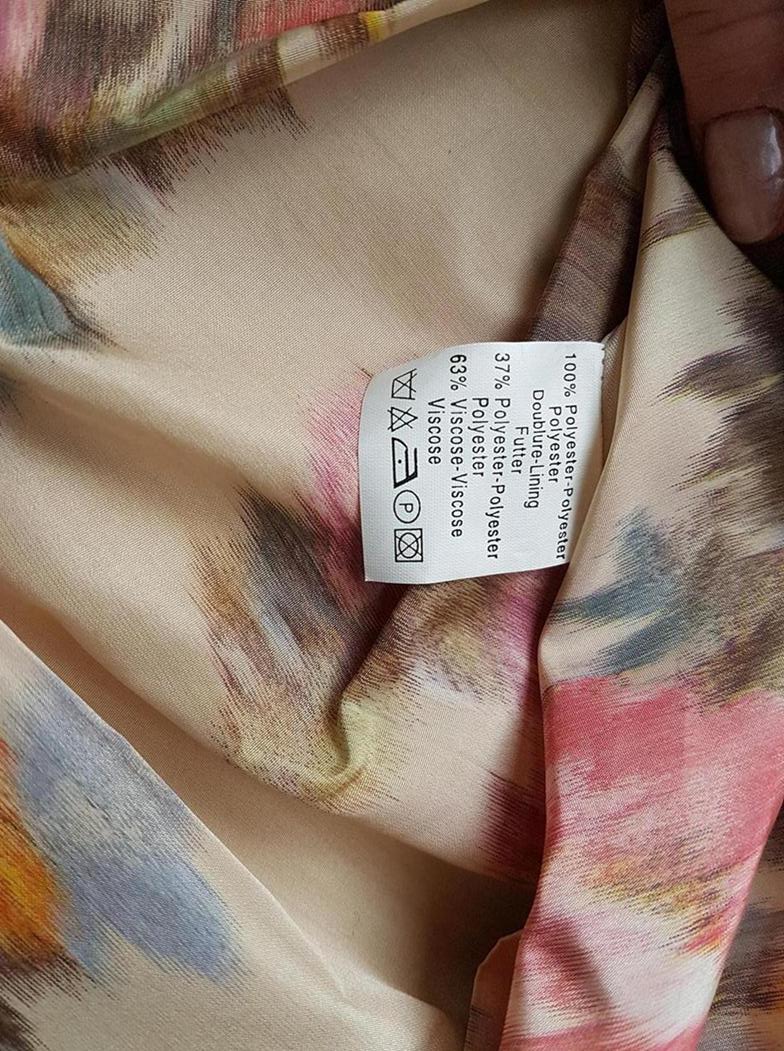 100% Polyester-Polyester
Polyester
Doublure-Lining
Futter
37% Polyester-Polyester
Polyester
63% Viscose-Viscose
Viscose
P